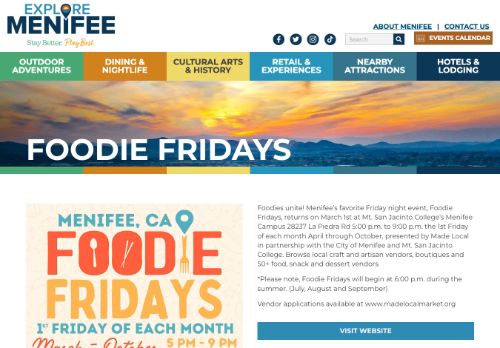 EXPLORE
MENIFEE
Stay Better. Play Best.
ABOUT MENIFEE | CONTACT US
Search
EVENTS CALENDAR
OUTDOOR
ADVENTURES
DINING &
NIGHTLIFE
CULTURAL ARTS
& HISTORY
RETAIL &
EXPERIENCES
NEARBY
ATTRACTIONS
HOTELS &
LODGING
FOODIE FRIDAYS
MENIFEE, CA
FOODIE
FRIDAYS
1ST FRIDAY OF EACH MONTH
March - October 5 PM - 9 PM
Foodies unite! Menifee's favorite Friday night event, Foodie
Fridays, returns on March 1st at Mt. San Jacinto College's Menifee
Campus 28237 La Piedra Rd 5:00 p.m. to 9:00 p.m. the 1st Friday
of each month April through October, presented by Made Local
in partnership with the City of Menifee and Mt. San Jacinto
College. Browse local craft and artisan vendors, boutiques and
50+ food, snack and dessert vendors
*Please note, Foodie Fridays will begin at 6:00 p.m. during the
summer. (July, August and September)
Vendor applications available at www.madelocalmarket.org
VISIT WEBSITE